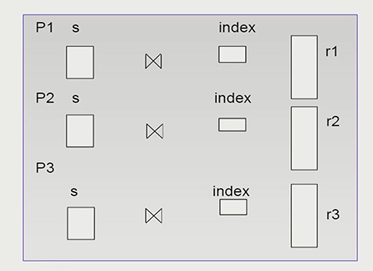 P1 s index
r1
P2 s index
r2
P3
s index
r3